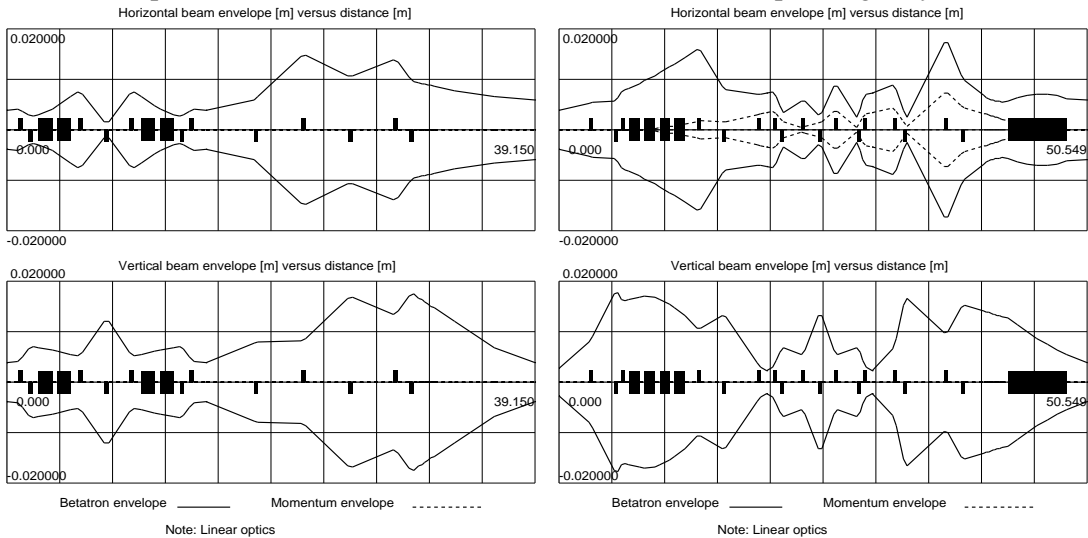 Horizontal beam envelope [m] versus distance [m]
0.020000
0.000
39.150
-0.020000
Vertical beam envelope [m] versus distance [m]
0.020000
0.000
39.150
-0.020000
Betatron envelope
Momentum envelope
Note: Linear optics
Horizontal beam envelope [m] versus distance [m]
0.020000
0.000
50.549
-0.020000
Vertical beam envelope [m] versus distance [m]
0.020000
0.000
50.549
-0.020000
Betatron envelope
Momentum envelope
Note: Linear optics